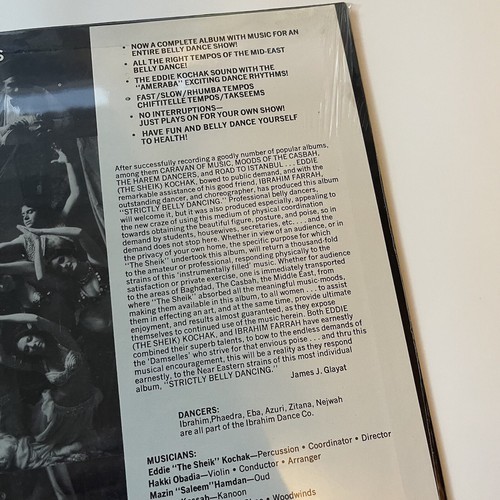 S
• NOW A COMPLETE ALBUM WITH MUSIC FOR AN
ENTIRE BELLY DANCE SHOW!
• ALL THE RIGHT TEMPOS OF THE MID-EAST
BELLY DANCE!
• THE EDDIE KOCHAK SOUND WITH THE
"AMERABA" EXCITING DANCE RHYTHMS!
• FAST/SLOW/RHUMBA TEMPOS
CHIFTITELLE TEMPOS/TAKSEEMS
• NO INTERRUPTIONS—
JUST PLAYS ON FOR YOUR OWN SHOW!
• HAVE FUN AND BELLY DANCE YOURSELF
TO HEALTH!
After successfully recording a goodly number of popular albums,
among them CARAVAN OF MUSIC, MOODS OF THE CASBAH,
THE HAREM DANCERS, and ROAD TO ISTANBUL . . . EDDIE
(THE SHEIK) KOCHAK, bowed to public demand, and with the
remarkable assistance of his good friend, IBRAHIM FARRAH,
outstanding dancer, and choreographer, has produced this album
"STRICTLY BELLY DANCING." Professional belly dancers,
will welcome it, but it was also produced especially, appealing to
the new craze of using this medium of physical coordination
towards obtaining the beautiful figure, posture, and poise, so in
demand by students, housewives, secretaries, etc. . . . and the
demand does not stop here. Whether in view of an audience, or in
the privacy of your own home, the specific purpose for which
"The Sheik" undertook this album, will return a thousand-fold
to the amateur or professional, responding physically to the
strains of this 'instrumentally filled' music. Whether for audience
satisfaction or private exercise, one is immediately transported
to the areas of Baghdad, The Casbah, the Middle East, from
where "The Sheik" absorbed all the meaningful music-moods,
making them available in this album, to all women . . . to assist
them in effecting an art, and at the same time, provide ultimate
enjoyment, and results almost guaranteed, as they expose
themselves to continued use of the music herein. Both EDDIE
(THE SHEIK) KOCHAK, and IBRAHIM FARRAH have earnestly
combined their superb talents, to bow to the endless demands of
the 'Damselles' who strive for that envious poise . . . and thru this
musical encouragement, this will be a reality as they respond
earnestly, to the Near Eastern strains of this most individual
album, "STRICTLY BELLY DANCING."
James J. Glayat
DANCERS:
Ibrahim, Phaedra, Eba, Azuri, Zitana, Nejwah
are all part of the Ibrahim Dance Co.
MUSICIANS:
Eddie "The Sheik" Kochak—Percussion • Coordinator • Director
Hakki Obadia—Violin • Conductor • Arranger
Mazin "Saleem" Hamdan—Oud
Kanoon
• Woodwinds